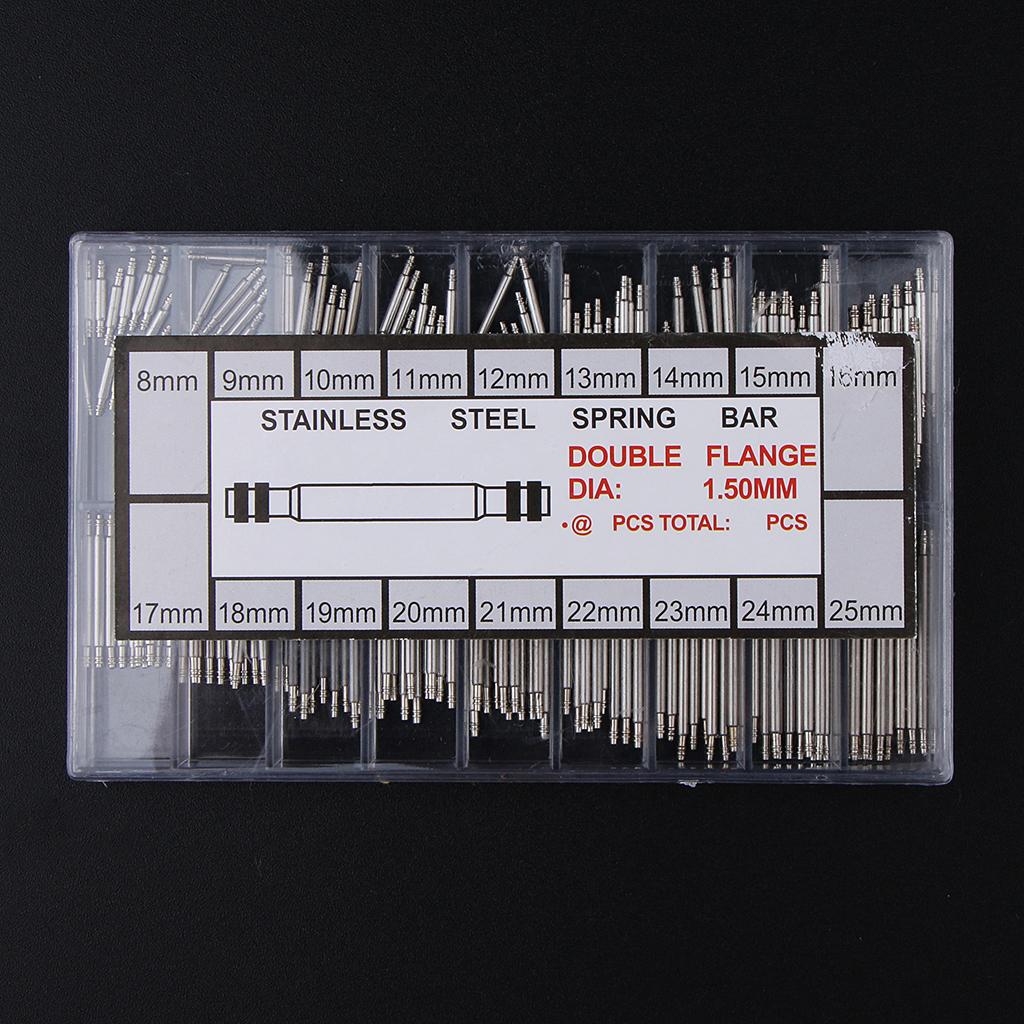 8mm 9mm 10mm 11mm 12mm 13mm 14mm 15mm 16mm
STAINLESS STEEL SPRING BAR
DOUBLE FLANGE
DIA: 1.50MM
•@ PCS TOTAL: PCS
17mm 18mm 19mm 20mm 21mm 22mm 23mm 24mm 25mm